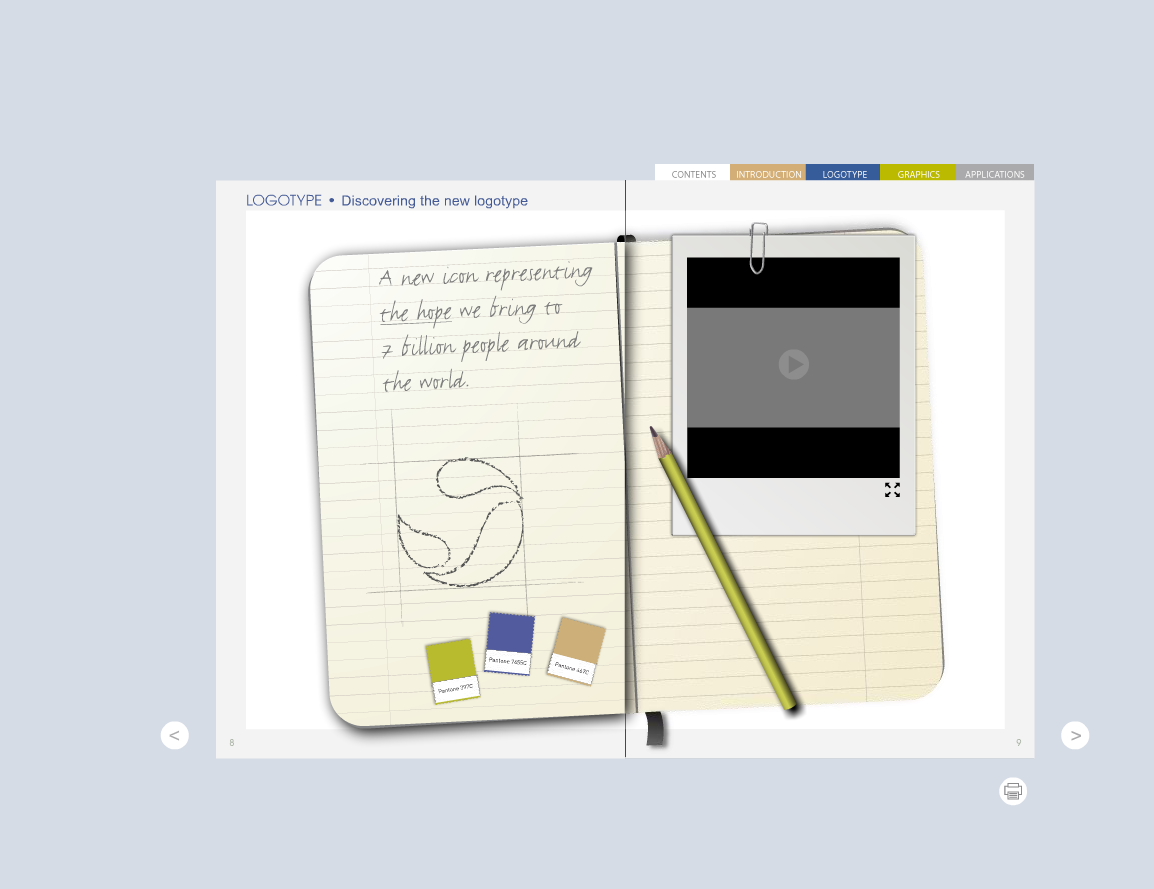 CONTENTS INTRODUCTION LOGOTYPE GRAPHICS APPLICATIONS
LOGOTYPE • Discovering the new logotype
A new icon representing
the hope we bring to
7 billion people around
the world.
Pantone 397C
Pantone 7455C
Pantone 467C
<
>
8
9